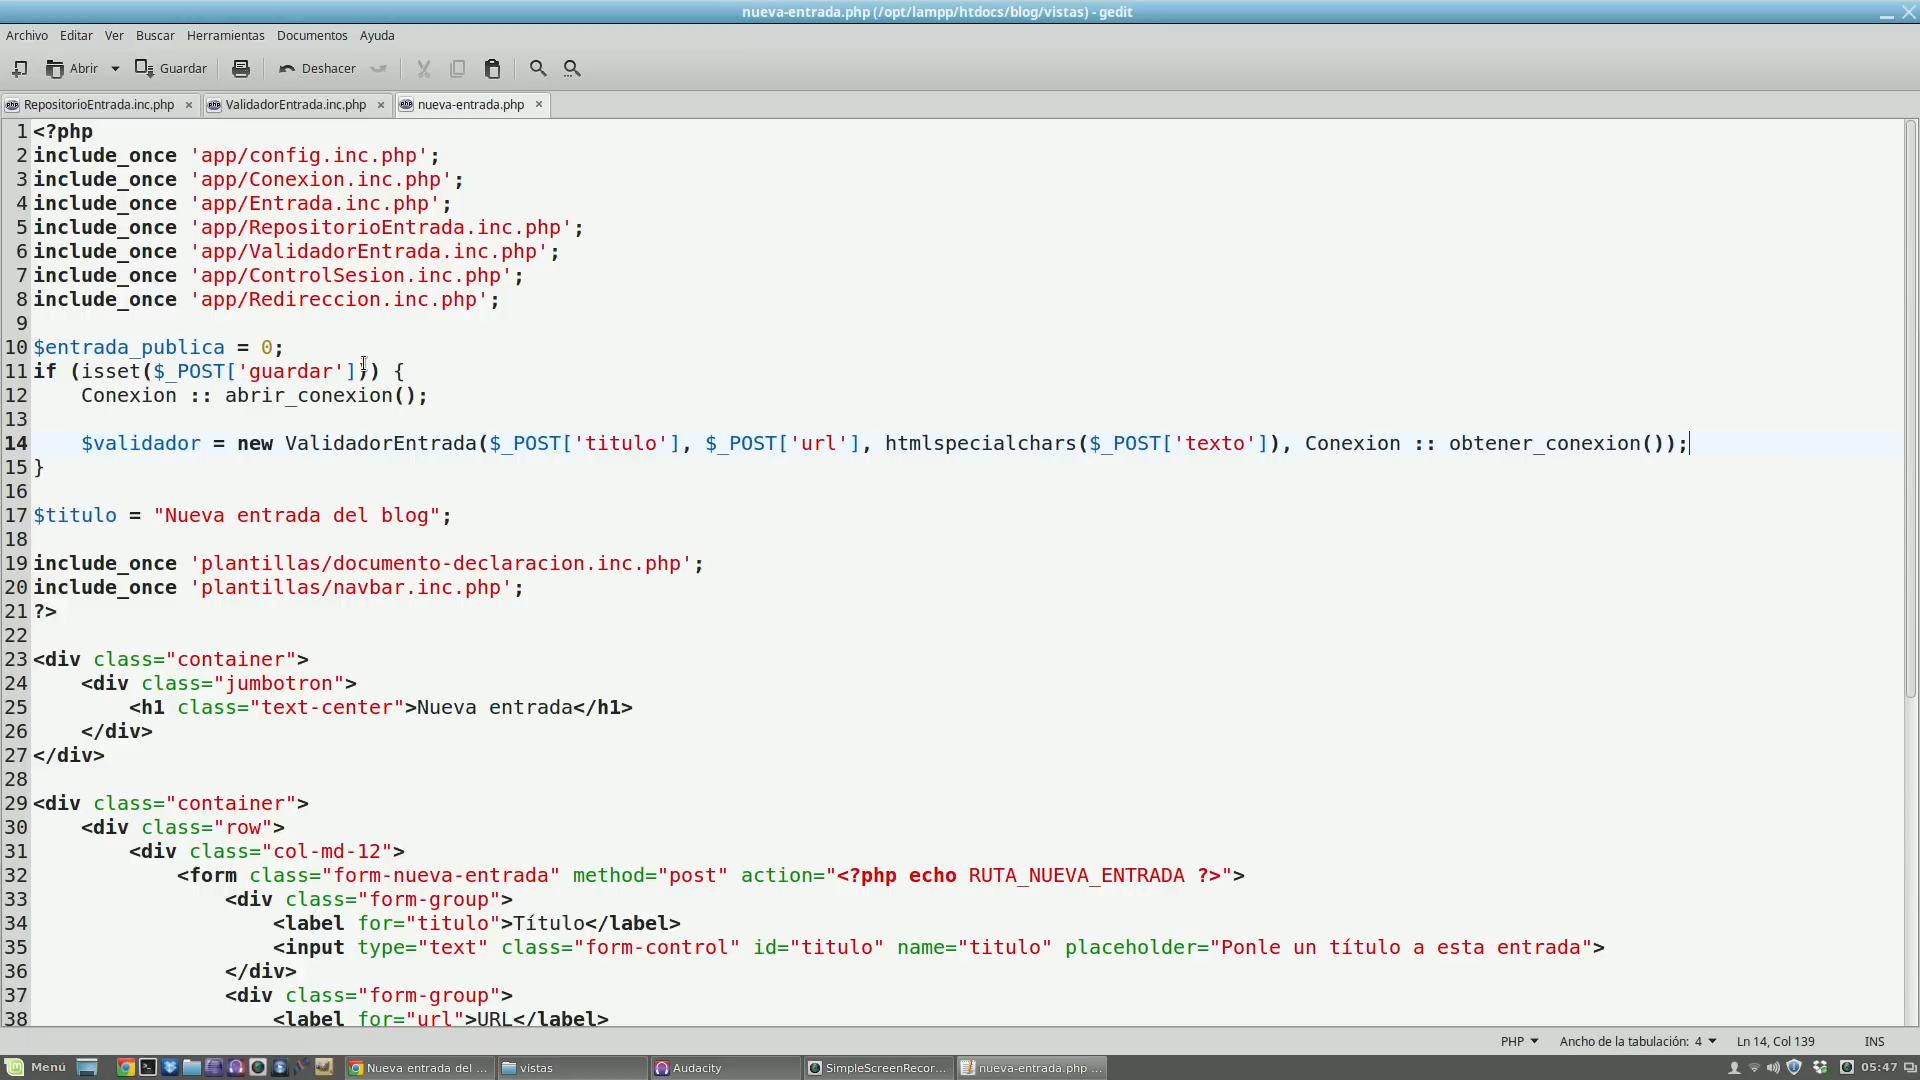 nueva-entrada.php (/opt/lampp/htdocs/blog/vistas) - gedit
Archivo Editar Ver Buscar Herramientas Documentos Ayuda
Abrir Guardar Deshacer
RepositorioEntrada.inc.php × ValidadorEntrada.inc.php × nueva-entrada.php ×
1 <?php
2 include_once 'app/config.inc.php';
3 include_once 'app/Conexion.inc.php';
4 include_once 'app/Entrada.inc.php';
5 include_once 'app/RepositorioEntrada.inc.php';
6 include_once 'app/ValidadorEntrada.inc.php';
7 include_once 'app/ControlSesion.inc.php';
8 include_once 'app/Redireccion.inc.php';
9
10 $entrada_publica = 0;
11 if (isset($_POST['guardar'])) {
12     Conexion :: abrir_conexion();
13
14     $validador = new ValidadorEntrada($_POST['titulo'], $_POST['url'], htmlspecialchars($_POST['texto']), Conexion :: obtener_conexion());
15 }
16
17 $titulo = "Nueva entrada del blog";
18
19 include_once 'plantillas/documento-declaracion.inc.php';
20 include_once 'plantillas/navbar.inc.php';
21 ?>
22
23 <div class="container">
24     <div class="jumbotron">
25         <h1 class="text-center">Nueva entrada</h1>
26     </div>
27 </div>
28
29 <div class="container">
30     <div class="row">
31         <div class="col-md-12">
32             <form class="form-nueva-entrada" method="post" action="<?php echo RUTA_NUEVA_ENTRADA ?>">
33                 <div class="form-group">
34                     <label for="titulo">Título</label>
35                     <input type="text" class="form-control" id="titulo" name="titulo" placeholder="Ponle un título a esta entrada">
36                 </div>
37                 <div class="form-group">
38                     <label for="url">URL</label>
PHP Ancho de la tabulación: 4 Ln 14, Col 139 INS
Menú Nueva entrada del ... vistas Audacity SimpleScreenRecor... nueva-entrada.php ... 05:47